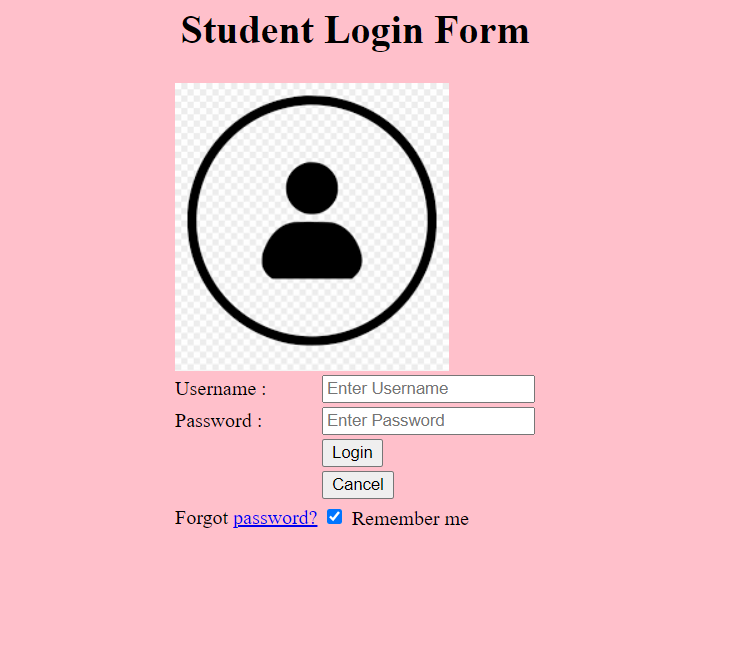 Student Login Form
Username : Enter Username
Password : Enter Password
Login
Cancel
Forgot password? Remember me